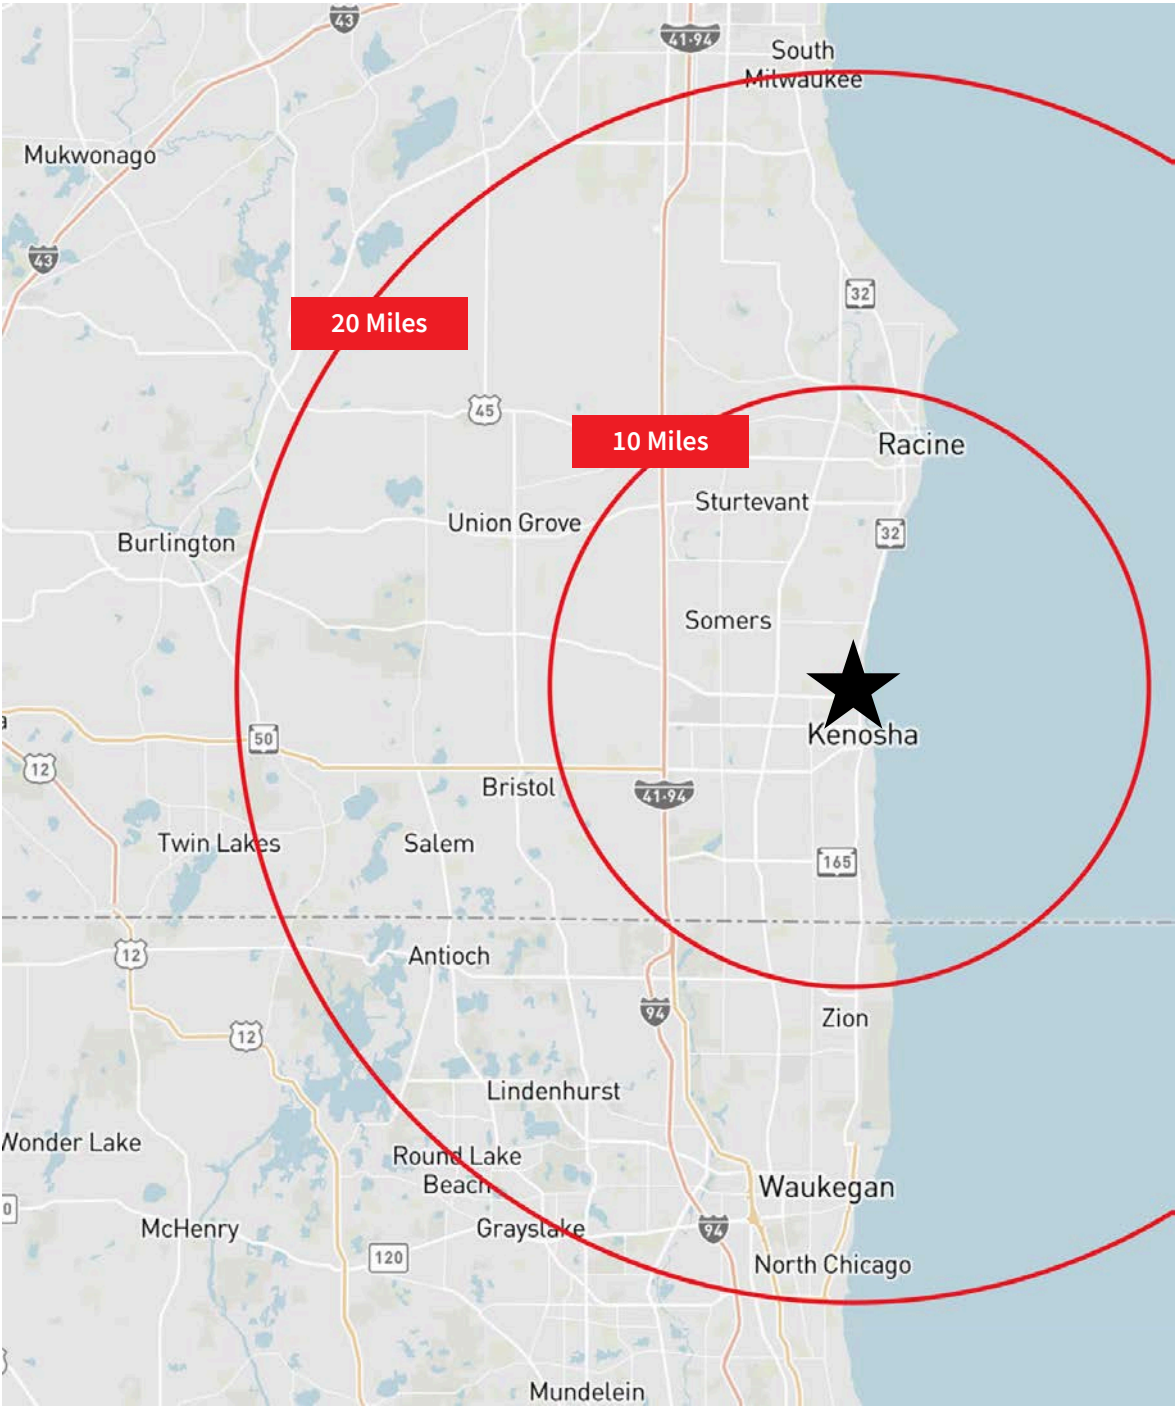 43
41-94
South
Milwaukee
Mukwonago
43
32
20 Miles
45
10 Miles
Racine
Sturtevant
Union Grove
32
Burlington
Somers
Kenosha
50
12
Bristol
41-94
Twin Lakes
Salem
165
12
Antioch
94
Zion
12
Lindenhurst
Wonder Lake
Round Lake
Beach
Waukegan
0
McHenry
Grayslake
94
120
North Chicago
Mundelein